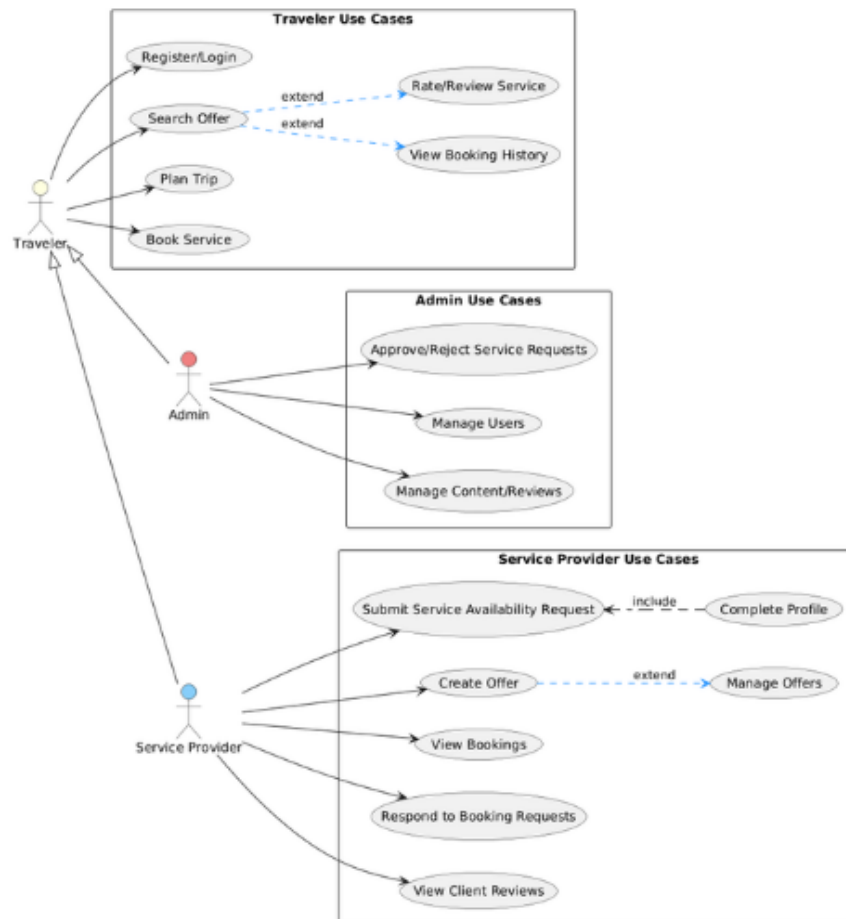 Traveler Use Cases
Register/Login
Rate/Review Service
extend
Search Offer
extend
View Booking History
Plan Trip
Traveler
Book Service
Admin Use Cases
Approve/Reject Service Requests
Admin
Manage Users
Manage Content/Reviews
Service Provider Use Cases
Submit Service Availability Request
include
Complete Profile
Create Offer
extend
Manage Offers
Service Provider
View Bookings
Respond to Booking Requests
View Client Reviews